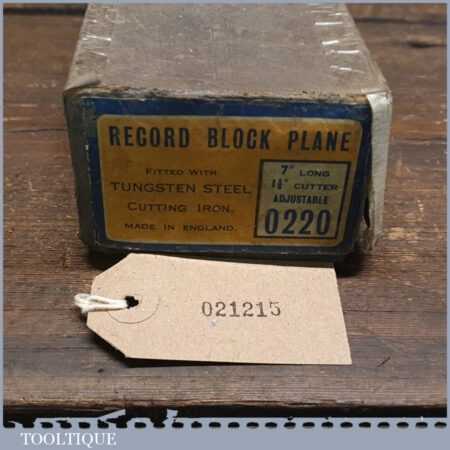 RECORD BLOCK PLANE
FITTED WITH
TUNGSTEN STEEL
CUTTING IRON.
MADE IN ENGLAND.
7" LONG
1⅝" CUTTER
ADJUSTABLE
0220
021215
TOOLTIQUE